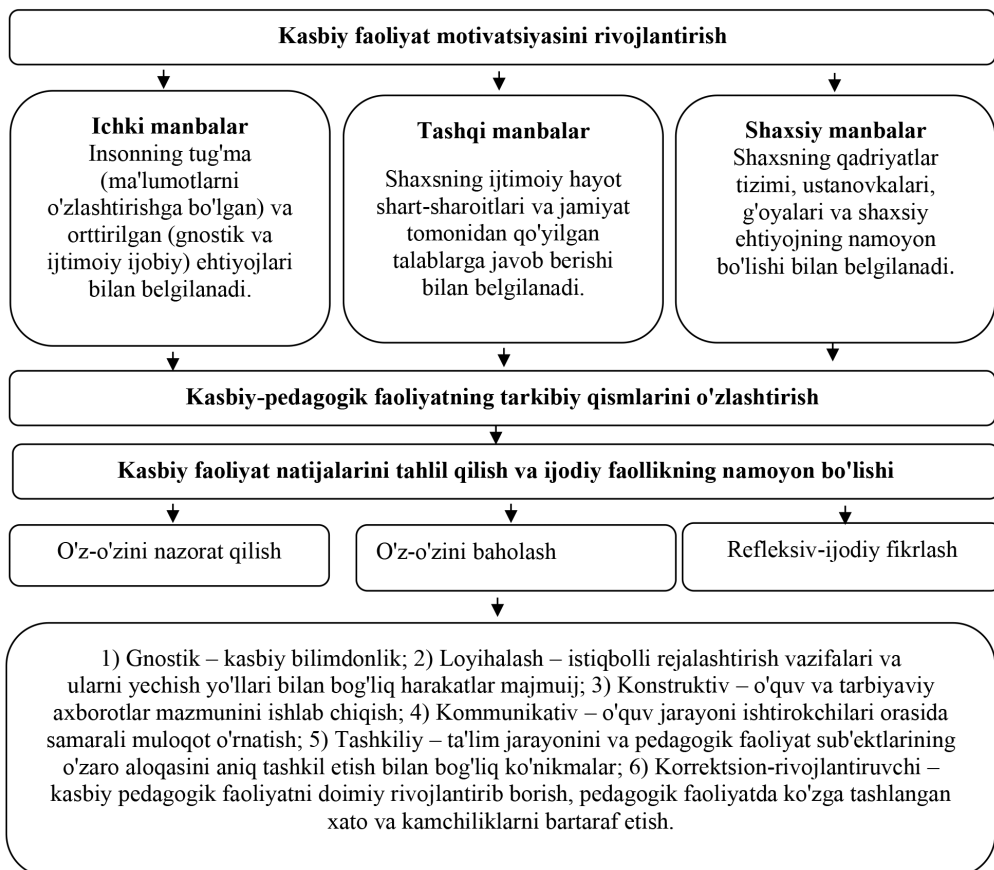 Kasbiy faoliyat motivatsiyasini rivojlantirish
Ichki manbalar
Insonning tug'ma
(ma'lumotlarni
o'zlashtirishga bo'lgan) va
orttirilgan (gnostik va
ijtimoiy ijobiy) ehtiyojlari
bilan belgilanadi.
Tashqi manbalar
Shaxsning ijtimoiy hayot
shart-sharoitlari va jamiyat
tomonidan qo'yilgan
talablarga javob berishi
bilan belgilanadi.
Shaxsiy manbalar
Shaxsning qadriyatlar
tizimi, ustanovkalari,
g'oyalari va shaxsiy
ehtiyojning namoyon
bo'lishi bilan belgilanadi.
Kasbiy-pedagogik faoliyatning tarkibiy qismlarini o'zlashtirish
Kasbiy faoliyat natijalarini tahlil qilish va ijodiy faollikning namoyon bo'lishi
O'z-o'zini nazorat qilish
O'z-o'zini baholash
Refleksiv-ijodiy fikrlash
1) Gnostik – kasbiy bilimdonlik; 2) Loyihalash – istiqbolli rejalashtirish vazifalari va
ularni yechish yo'llari bilan bog'liq harakatlar majmuij; 3) Konstruktiv – o'quv va tarbiyaviy
axborotlar mazmunini ishlab chiqish; 4) Kommunikativ – o'quv jarayoni ishtirokchilari orasida
samarali muloqot o'rnatish; 5) Tashkiliy – ta'lim jarayonini va pedagogik faoliyat sub'ektlarining
o'zaro aloqasini aniq tashkil etish bilan bog'liq ko'nikmalar; 6) Korrektsion-rivojlantiruvchi –
kasbiy pedagogik faoliyatni doimiy rivojlantirib borish, pedagogik faoliyatda ko'zga tashlangan
xato va kamchiliklarni bartaraf etish.